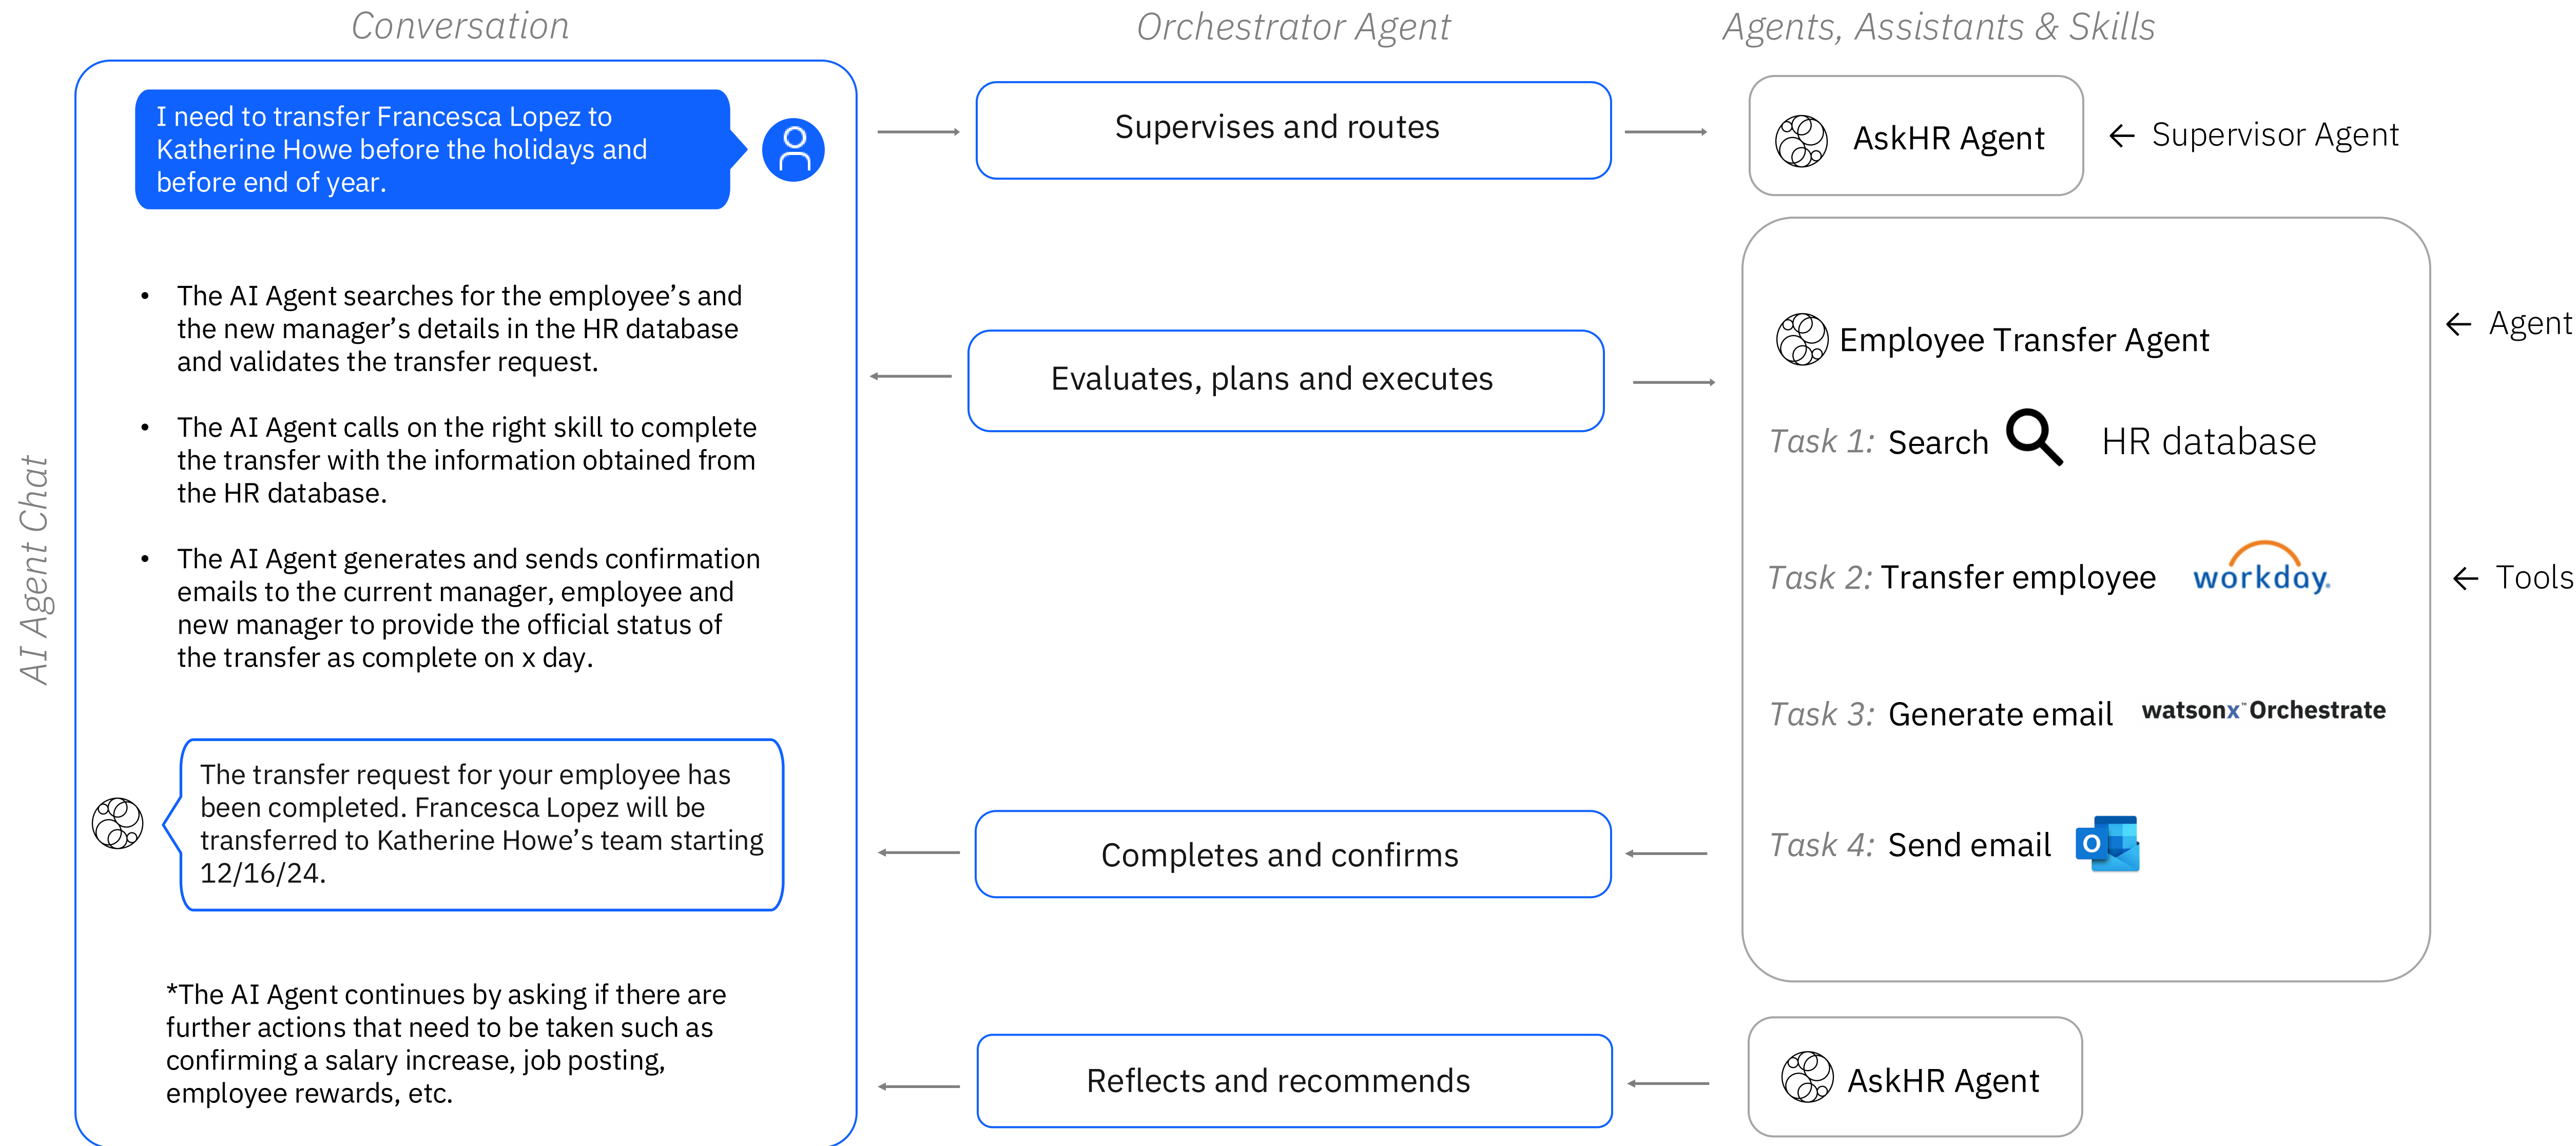 Conversation
Orchestrator Agent
Agents, Assistants & Skills
AI Agent Chat
I need to transfer Francesca Lopez to
Katherine Howe before the holidays and
before end of year.
Supervises and routes
AskHR Agent
← Supervisor Agent
• The AI Agent searches for the employee’s and
the new manager’s details in the HR database
and validates the transfer request.
• The AI Agent calls on the right skill to complete
the transfer with the information obtained from
the HR database.
• The AI Agent generates and sends confirmation
emails to the current manager, employee and
new manager to provide the official status of
the transfer as complete on x day.
Evaluates, plans and executes
Employee Transfer Agent
← Agent
Task 1: Search HR database
Task 2: Transfer employee workday.
← Tools
Task 3: Generate email watsonx™ Orchestrate
Task 4: Send email O
The transfer request for your employee has
been completed. Francesca Lopez will be
transferred to Katherine Howe’s team starting
12/16/24.
Completes and confirms
*The AI Agent continues by asking if there are
further actions that need to be taken such as
confirming a salary increase, job posting,
employee rewards, etc.
Reflects and recommends
AskHR Agent